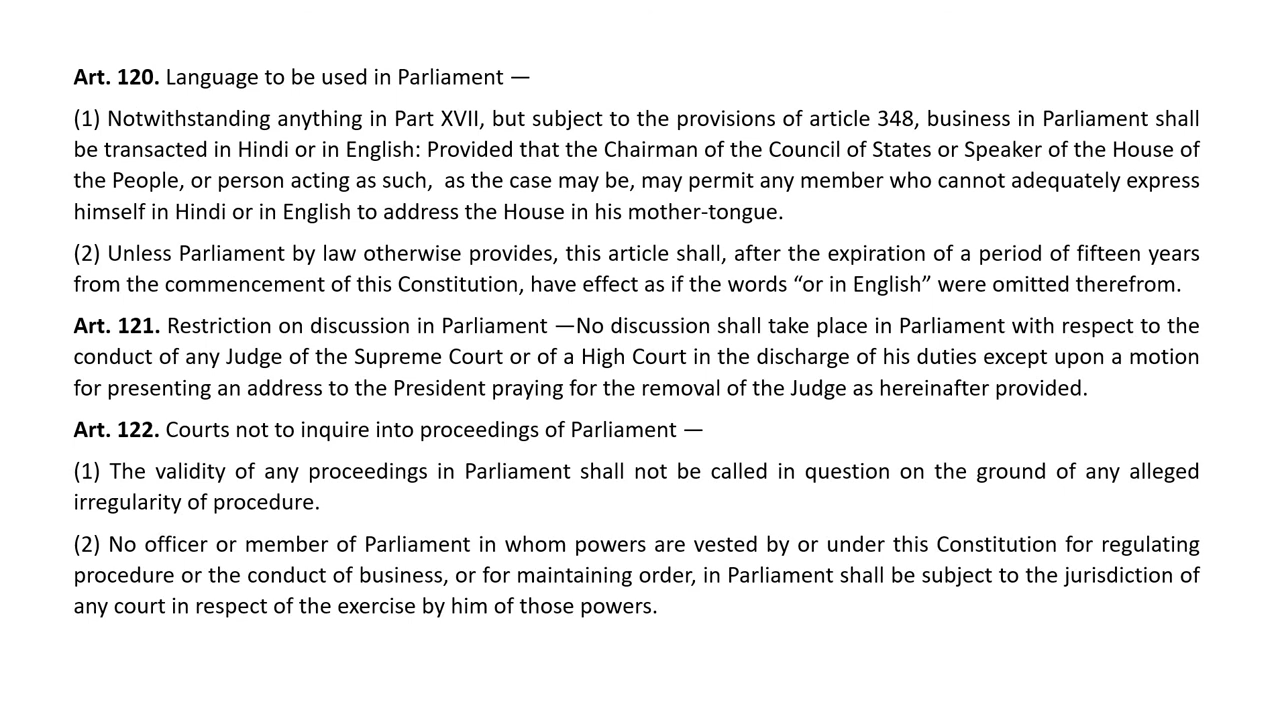 Art. 120. Language to be used in Parliament —
(1) Notwithstanding anything in Part XVII, but subject to the provisions of article 348, business in Parliament shall
be transacted in Hindi or in English: Provided that the Chairman of the Council of States or Speaker of the House of
the People, or person acting as such,  as the case may be, may permit any member who cannot adequately express
himself in Hindi or in English to address the House in his mother-tongue.
(2) Unless Parliament by law otherwise provides, this article shall, after the expiration of a period of fifteen years
from the commencement of this Constitution, have effect as if the words “or in English” were omitted therefrom.
Art. 121. Restriction on discussion in Parliament —No discussion shall take place in Parliament with respect to the
conduct of any Judge of the Supreme Court or of a High Court in the discharge of his duties except upon a motion
for presenting an address to the President praying for the removal of the Judge as hereinafter provided.
Art. 122. Courts not to inquire into proceedings of Parliament —
(1) The validity of any proceedings in Parliament shall not be called in question on the ground of any alleged
irregularity of procedure.
(2) No officer or member of Parliament in whom powers are vested by or under this Constitution for regulating
procedure or the conduct of business, or for maintaining order, in Parliament shall be subject to the jurisdiction of
any court in respect of the exercise by him of those powers.